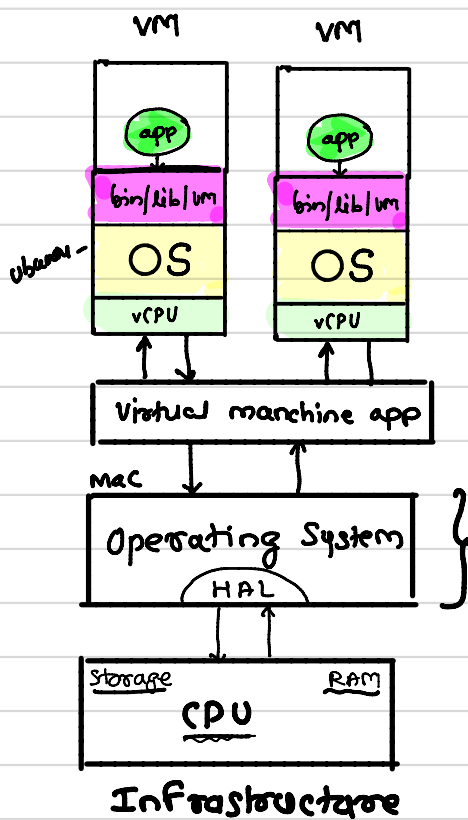 VM VM
app app
bin/lib/vm bin/lib/vm
OS OS
vCPU vCPU
Virtual manchine app
Mac
Operating System
HAL
Storage RAM
CPU
Infrastructure